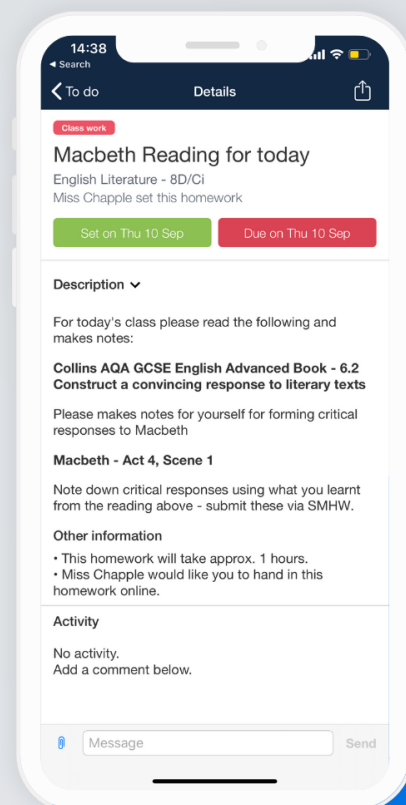 14:38
◀ Search
To do
Details
Class work
Macbeth Reading for today
English Literature - 8D/Ci
Miss Chapple set this homework
Set on Thu 10 Sep
Due on Thu 10 Sep
Description
For today's class please read the following and
makes notes:
Collins AQA GCSE English Advanced Book - 6.2
Construct a convincing response to literary texts
Please makes notes for yourself for forming critical
responses to Macbeth
Macbeth - Act 4, Scene 1
Note down critical responses using what you learnt
from the reading above - submit these via SMHW.
Other information
• This homework will take approx. 1 hours.
• Miss Chapple would like you to hand in this
homework online.
Activity
No activity.
Add a comment below.
Message
Send